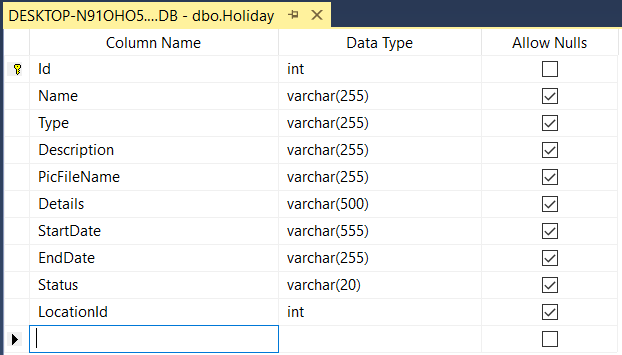 DESKTOP-N91OHO5....DB - dbo.Holiday
Column Name Data Type Allow Nulls
Id int
Name varchar(255)
Type varchar(255)
Description varchar(255)
PicFileName varchar(255)
Details varchar(500)
StartDate varchar(555)
EndDate varchar(255)
Status varchar(20)
LocationId int